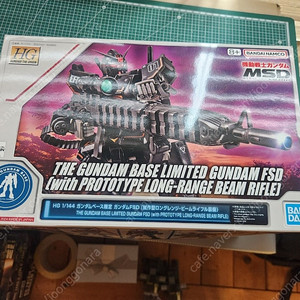 HG
BANDAI NAMCO
機動戦士ガンダム
MSD
THE GUNDAM BASE LIMITED GUNDAM FSD
(with PROTOTYPE LONG-RANGE BEAM RIFLE)
HG 1/144 ガンダムベース限定 ガンダムFSD [試作型ロングレンジ・ビームライフル装備]
THE GUNDAM BASE LIMITED GUNDAM FSD (with PROTOTYPE LONG-RANGE BEAM RIFLE)
BANDAI